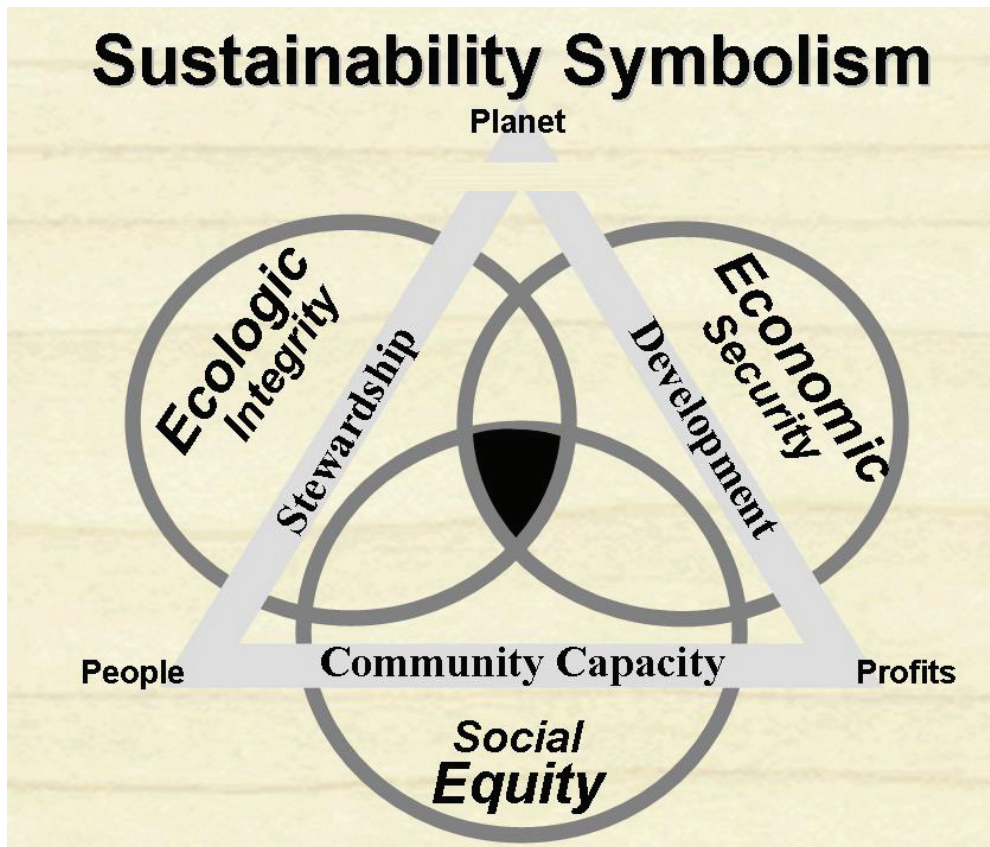 Sustainability Symbolism
Planet
Ecologic
Integrity
Stewardship
Development
Economic
Security
People
Community Capacity
Profits
Social
Equity